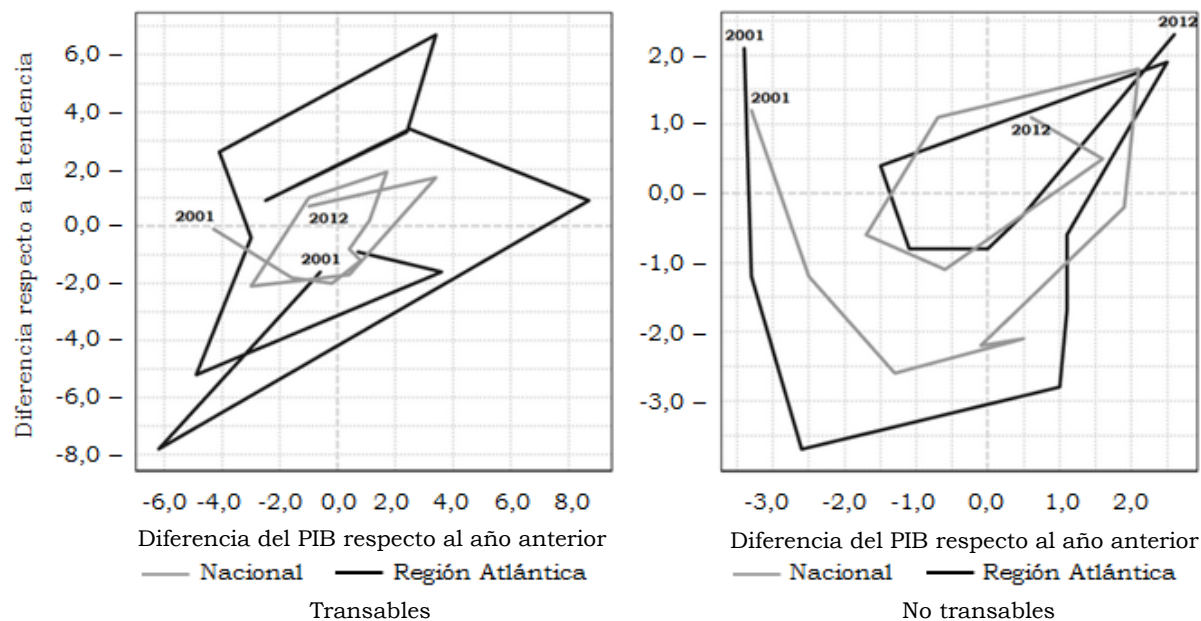 Diferencia respecto a la tendencia
6,0
4,0
2,0
0,0
-2,0
-4,0
-6,0
-8,0
2001
2012
2001
-6,0 -4,0 -2,0 0,0 2,0 4,0 6,0 8,0
Diferencia del PIB respecto al año anterior
Nacional Región Atlántica
Transables
2,0
1,0
0,0
-1,0
-2,0
-3,0
2001
2012
2001
2012
-3,0 -2,0 -1,0 0,0 1,0 2,0
Diferencia del PIB respecto al año anterior
Nacional Región Atlántica
No transables